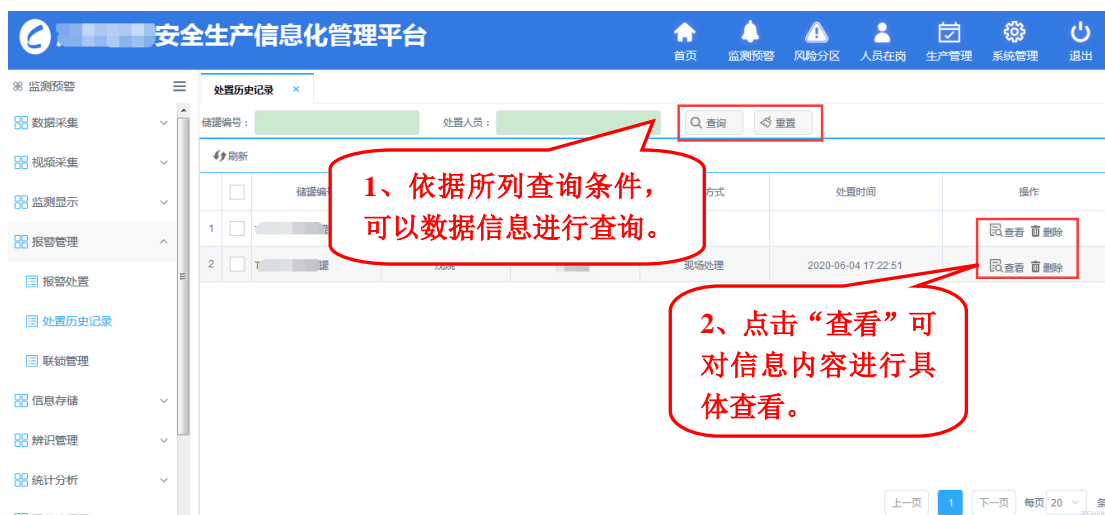 安全生产信息化管理平台
首页 监测预警 风险分区 人员在岗 生产管理 系统管理 退出
监测预警
处置历史记录 ×
数据采集
视频采集
监测显示
报警管理
报警处置
处置历史记录
联锁管理
信息存储
辨识管理
统计分析
储罐编号: 处置人员: 查询 重置
刷新
储罐编 方式 处置时间 操作
1 查看 删除
2 T 罐 现场处理 2020-06-04 17:22:51 查看 删除
1、依据所列查询条件,
可以数据信息进行查询。
2、点击“查看”可
对信息内容进行具
体查看。
上一页 1 下一页 每页 20 条